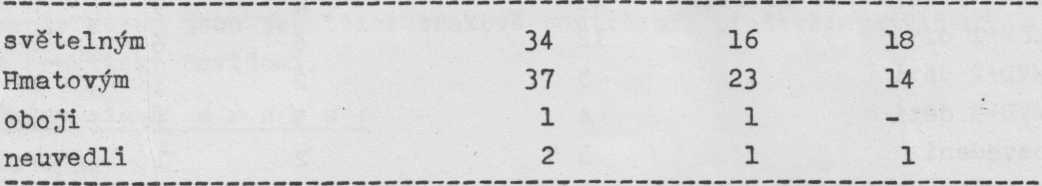 světelným 34 16 18
Hmatovým 37 23 14
oboji 1 1 -
neuvedli 2 1 1